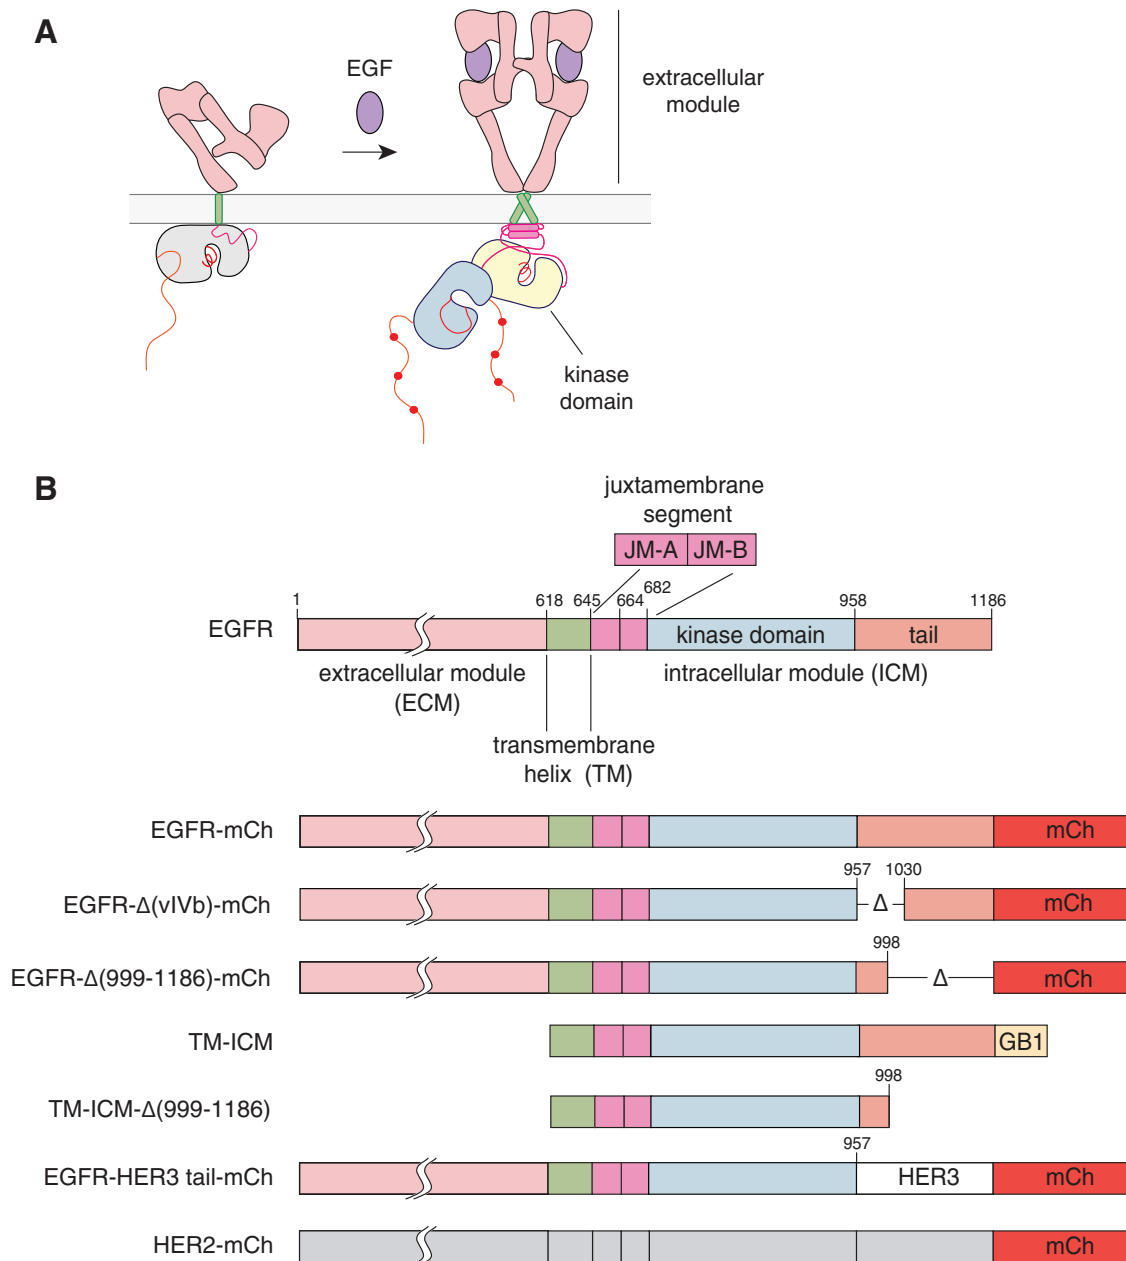 A
EGF
extracellular
module
kinase
domain
B
juxtamembrane
segment
JM-A JM-B
1 618 645 664 682 958 1186
EGFR kinase domain tail
extracellular module
(ECM)
intracellular module (ICM)
transmembrane
helix (TM)
EGFR-mCh mCh
957 1030
EGFR-Δ(vIVb)-mCh Δ mCh
998
EGFR-Δ(999-1186)-mCh Δ mCh
TM-ICM GB1
998
TM-ICM-Δ(999-1186)
957
EGFR-HER3 tail-mCh HER3 mCh
HER2-mCh mCh